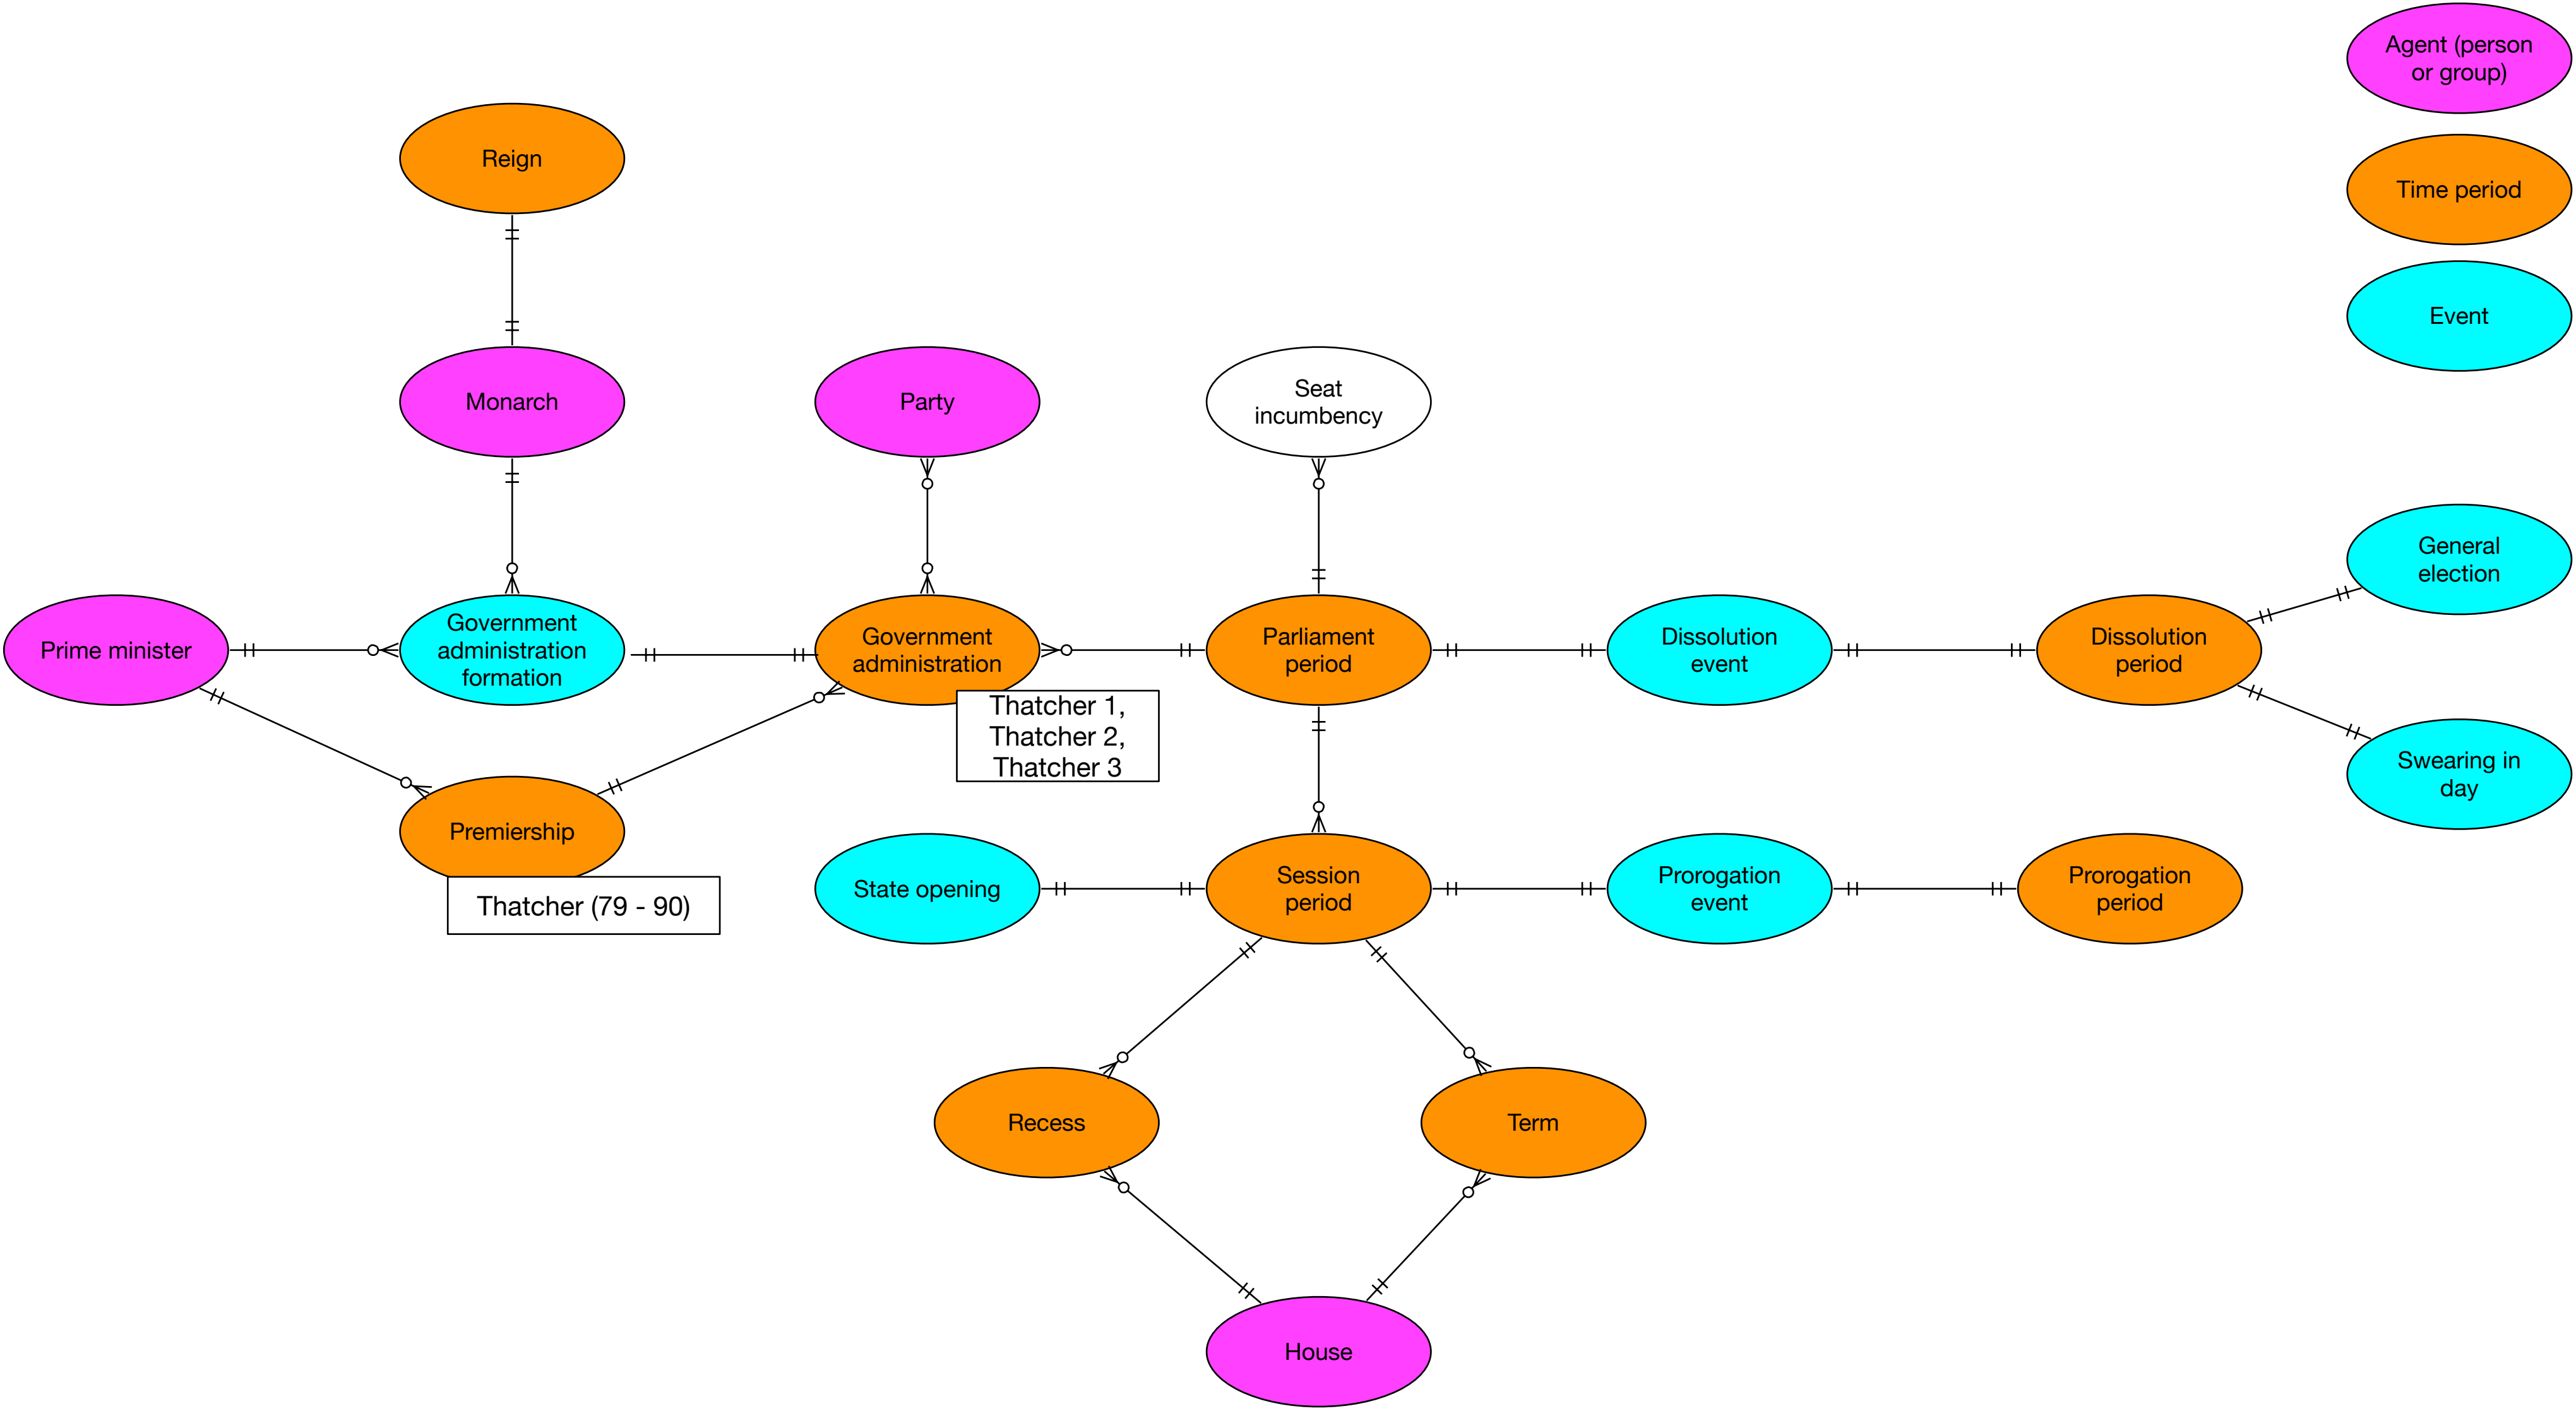 Agent (person
or group)
Reign
Time period
Event
Monarch
Party
Seat
incumbency
General
election
Prime minister
Government
administration
formation
Government
administration
Parliament
period
Dissolution
event
Dissolution
period
Thatcher 1,
Thatcher 2,
Thatcher 3
Swearing in
day
Premiership
Thatcher (79 - 90)
State opening
Session
period
Prorogation
event
Prorogation
period
Recess
Term
House